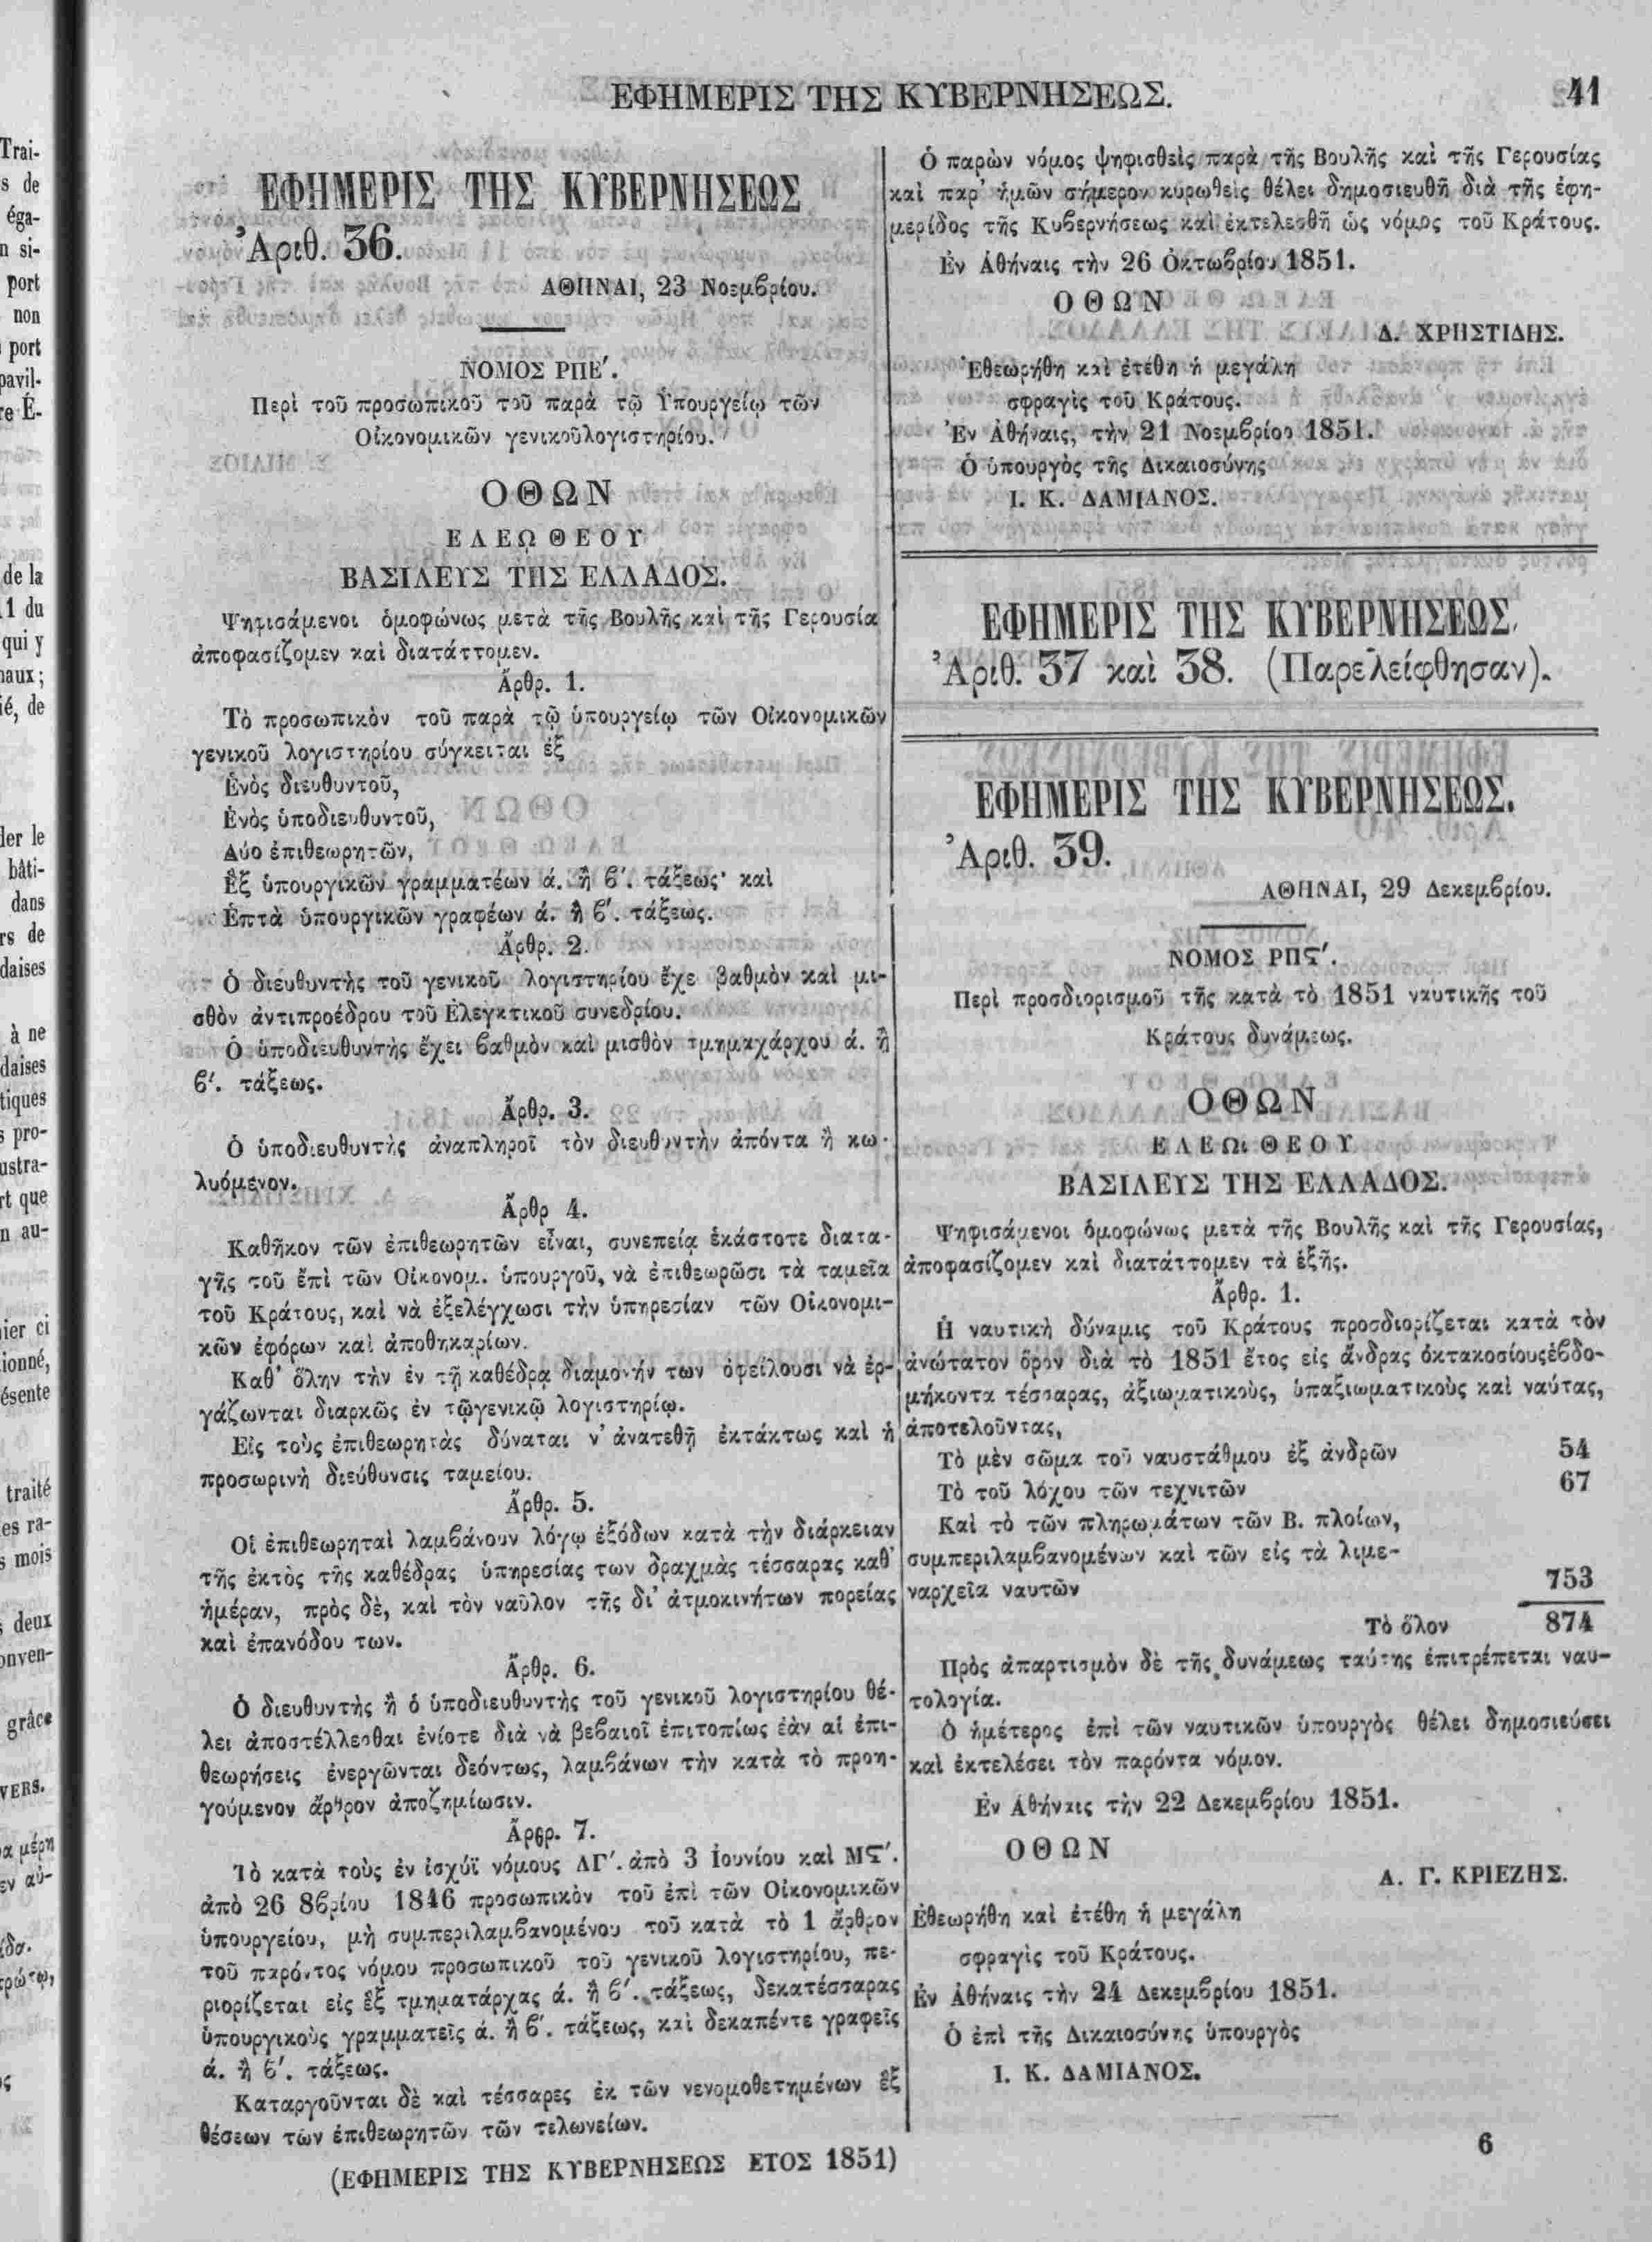 ΕΦΗΜΕΡΙΣ ΤΗΣ ΚΥΒΕΡΝΗΣΕΩΣ.
41
ΕΦΗΜΕΡΙΣ ΤΗΣ ΚΥΒΕΡΝΗΣΕΩΣ
Ἀριθ. 36.
ΑΘΗΝΑΙ, 23 Νοεμβρίου.
ΝΟΜΟΣ ΡΠΕ΄.
Περὶ τοῦ προσωπικοῦ τοῦ παρὰ τῷ Ὑπουργείῳ τῶν
Οἰκονομικῶν γενικοῦλογιστηρίου.
ΟΘΩΝ
ΕΛΕΩ ΘΕΟΥ
ΒΑΣΙΛΕΥΣ ΤΗΣ ΕΛΛΑΔΟΣ.
Ψηφισάμενοι ὁμοφώνως μετὰ τῆς Βουλῆς καὶ τῆς Γερουσία
ἀποφασίζομεν καὶ διατάττομεν.
Ἄρθρ. 1.
Τὸ προσωπικὸν τοῦ παρὰ τῷ ὑπουργείῳ τῶν Οἰκονομικῶν
γενικοῦ λογιστηρίου σύγκειται ἐξ
Ἑνὸς διευθυντοῦ,
Ἑνὸς ὑποδιευθυντοῦ,
Δύο ἐπιθεωρητῶν,
Ἓξ ὑπουργικῶν γραμματέων ά. ἢ β΄. τάξεως· καὶ
Ἑπτὰ ὑπουργικῶν γραφέων ά. ἢ β΄. τάξεως.
Ἄρθρ. 2.
Ὁ διευθυντὴς τοῦ γενικοῦ λογιστηρίου ἔχε βαθμὸν καὶ μι-
σθὸν ἀντιπροέδρου τοῦ Ἐλεγκτικοῦ συνεδρίου.
Ὁ ὑποδιευθυντὴς ἔχει βαθμὸν καὶ μισθὸν τμημαχάρχου ά. ἢ
β΄. τάξεως.
Ἄρθρ. 3.
Ὁ ὑποδιευθυντὴς ἀναπληροῖ τὸν διευθυντὴν ἀπόντα ἢ κω-
λυόμενον.
Ἄρθρ 4.
Καθῆκον τῶν ἐπιθεωρητῶν εἶναι, συνεπείᾳ ἑκάστοτε διατα-
γῆς τοῦ ἐπὶ τῶν Οἰκονομ. ὑπουργοῦ, νὰ ἐπιθεωρῶσι τὰ ταμεῖα
τοῦ Κράτους, καὶ νὰ ἐξελέγχωσι τὴν ὑπηρεσίαν τῶν Οἰκονομι-
κῶν ἐφόρων καὶ ἀποθηκαρίων.
Καθ᾽ ὅλην τὴν ἐν τῇ καθέδρᾳ διαμονήν των ὀφείλουσι νὰ ἐρ-
γάζωνται διαρκῶς ἐν τῷγενικῷ λογιστηρίῳ.
Εἰς τοὺς ἐπιθεωρητὰς δύναται ν᾽ ἀνατεθῇ ἐκτάκτως καὶ ἡ
προσωρινὴ διεύθυνσις ταμείου.
Ἄρθρ. 5.
Οἱ ἐπιθεωρηταὶ λαμβάνουν λόγῳ ἐξόδων κατὰ τὴν διάρκειαν
τῆς ἐκτὸς τῆς καθέδρας ὑπηρεσίας των δραχμὰς τέσσαρας καθ᾽
ἡμέραν, πρὸς δὲ, καὶ τὸν ναῦλον τῆς δι᾽ ἀτμοκινήτων πορείας
καὶ ἐπανόδου των.
Ἄρθρ. 6.
Ὁ διευθυντὴς ἢ ὁ ὑποδιευθυντὴς τοῦ γενικοῦ λογιστηρίου θέ-
λει ἀποστέλλεσθαι ἐνίοτε διὰ νὰ βεβαιοῖ ἐπιτοπίως ἐὰν αἱ ἐπι-
θεωρήσεις ἐνεργῶνται δεόντως, λαμβάνων τὴν κατὰ τὸ προη-
γούμενον ἄρθρον ἀποζημίωσιν.
Ἄρθρ. 7.
Τὸ κατὰ τοὺς ἐν ἰσχύϊ νόμους ΛΓ΄. ἀπὸ 3 Ἰουνίου καὶ ΜϚ΄.
ἀπὸ 26 8βρίου 1846 προσωπικὸν τοῦ ἐπὶ τῶν Οἰκονομικῶν
ὑπουργείου, μὴ συμπεριλαμβανομένου τοῦ κατὰ τὸ 1 ἄρθρον
τοῦ παρόντος νόμου προσωπικοῦ τοῦ γενικοῦ λογιστηρίου, πε-
ριορίζεται εἰς ἓξ τμηματάρχας ά. ἢ β΄. τάξεως, δεκατέσσαρας
ὑπουργικοὺς γραμματεῖς ά. ἢ β΄. τάξεως, καὶ δεκαπέντε γραφεῖς
ά. ἢ β΄. τάξεως.
Καταργοῦνται δὲ καὶ τέσσαρες ἐκ τῶν νενομοθετημένων ἓξ
θέσεων τῶν ἐπιθεωρητῶν τῶν τελωνείων.
(ΕΦΗΜΕΡΙΣ ΤΗΣ ΚΥΒΕΡΝΗΣΕΩΣ ΕΤΟΣ 1851)
Ὁ παρὼν νόμος ψηφισθεὶς παρὰ τῆς Βουλῆς καὶ τῆς Γερουσίας
καὶ παρ᾽ ἡμῶν σήμερον κυρωθεὶς θέλει δημοσιευθῆ διὰ τῆς ἐφη-
μερίδος τῆς Κυβερνήσεως καὶ ἐκτελεσθῆ ὡς νόμος τοῦ Κράτους.
Ἐν Ἀθήναις τὴν 26 Ὀκτωβρίου 1851.
ΟΘΩΝ
Δ. ΧΡΗΣΤΙΔΗΣ.
Ἐθεωρήθη καὶ ἐτέθη ἡ μεγάλη
σφραγὶς τοῦ Κράτους.
Ἐν Ἀθήναις, τὴν 21 Νοεμβρίου 1851.
Ὁ ὑπουργὸς τῆς Δικαιοσύνης
Ι. Κ. ΔΑΜΙΑΝΟΣ.
ΕΦΗΜΕΡΙΣ ΤΗΣ ΚΥΒΕΡΝΗΣΕΩΣ.
Ἀριθ. 37 καὶ 38. (Παρελείφθησαν).
ΕΦΗΜΕΡΙΣ ΤΗΣ ΚΥΒΕΡΝΗΣΕΩΣ.
Ἀριθ. 39.
ΑΘΗΝΑΙ, 29 Δεκεμβρίου.
ΝΟΜΟΣ ΡΠϚ΄.
Περὶ προσδιορισμοῦ τῆς κατὰ τὸ 1851 ναυτικῆς τοῦ
Κράτους δυνάμεως.
ΟΘΩΝ
ΕΛΕΩι ΘΕΟΥ
ΒΑΣΙΛΕΥΣ ΤΗΣ ΕΛΛΑΔΟΣ.
Ψηφισάμενοι ὁμοφώνως μετὰ τῆς Βουλῆς καὶ τῆς Γερουσίας,
ἀποφασίζομεν καὶ διατάττομεν τὰ ἑξῆς.
Ἄρθρ. 1.
Ἡ ναυτικὴ δύναμις τοῦ Κράτους προσδιορίζεται κατὰ τὸν
ἀνώτατον ὅρον διὰ τὸ 1851 ἔτος εἰς ἄνδρας ὀκτακοσίουςἑβδο-
μήκοντα τέσσαρας, ἀξιωματικοὺς, ὑπαξιωματικοὺς καὶ ναύτας,
ἀποτελοῦντας,
Τὸ μὲν σῶμα τοῦ ναυστάθμου ἐξ ἀνδρῶν 54
Τὸ τοῦ λόχου τῶν τεχνιτῶν 67
Καὶ τὸ τῶν πληρωμάτων τῶν Β. πλοίων,
συμπεριλαμβανομένων καὶ τῶν εἰς τὰ λιμε-
ναρχεῖα ναυτῶν 753
Τὸ ὅλον 874
Πρὸς ἀπαρτισμὸν δὲ τῆς δυνάμεως ταύτης ἐπιτρέπεται ναυ-
τολογία.
Ὁ ἡμέτερος ἐπὶ τῶν ναυτικῶν ὑπουργὸς θέλει δημοσιεύσει
καὶ ἐκτελέσει τὸν παρόντα νόμον.
Ἐν Ἀθήναις τὴν 22 Δεκεμβρίου 1851.
ΟΘΩΝ
Α. Γ. ΚΡΙΕΖΗΣ.
Ἐθεωρήθη καὶ ἐτέθη ἡ μεγάλη
σφραγὶς τοῦ Κράτους.
Ἐν Ἀθήναις τὴν 24 Δεκεμβρίου 1851.
Ὁ ἐπὶ τῆς Δικαιοσύνης ὑπουργὸς
Ι. Κ. ΔΑΜΙΑΝΟΣ.
6